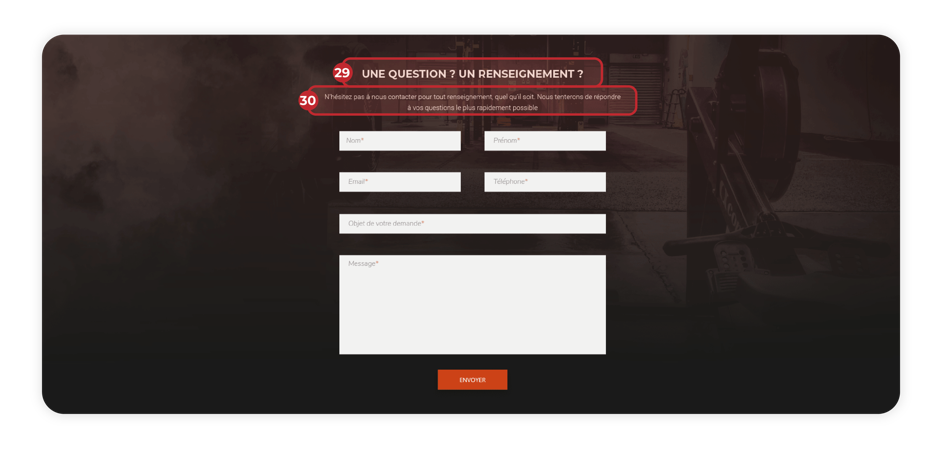 29 UNE QUESTION ? UN RENSEIGNEMENT ?
30 N'hésitez pas à nous contacter pour tout renseignement, quel qu'il soit. Nous tenterons de répondre
à vos questions le plus rapidement possible
Nom* Prénom*
Email* Téléphone*
Objet de votre demande*
Message*
ENVOYER